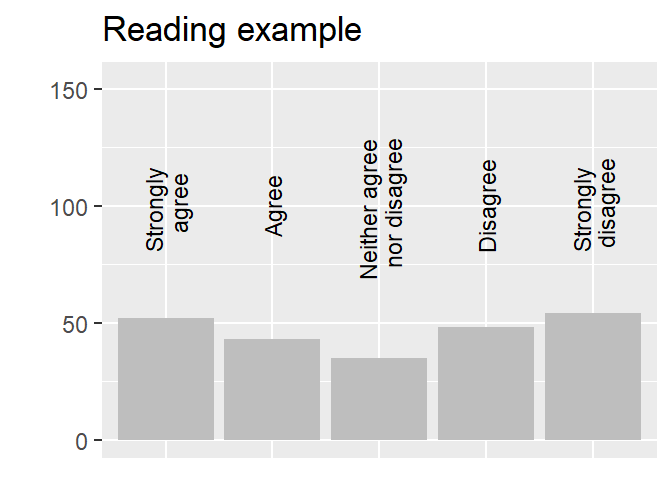 Reading example
150
100
50
0
Strongly
agree
Agree
Neither agree
nor disagree
Disagree
Strongly
disagree